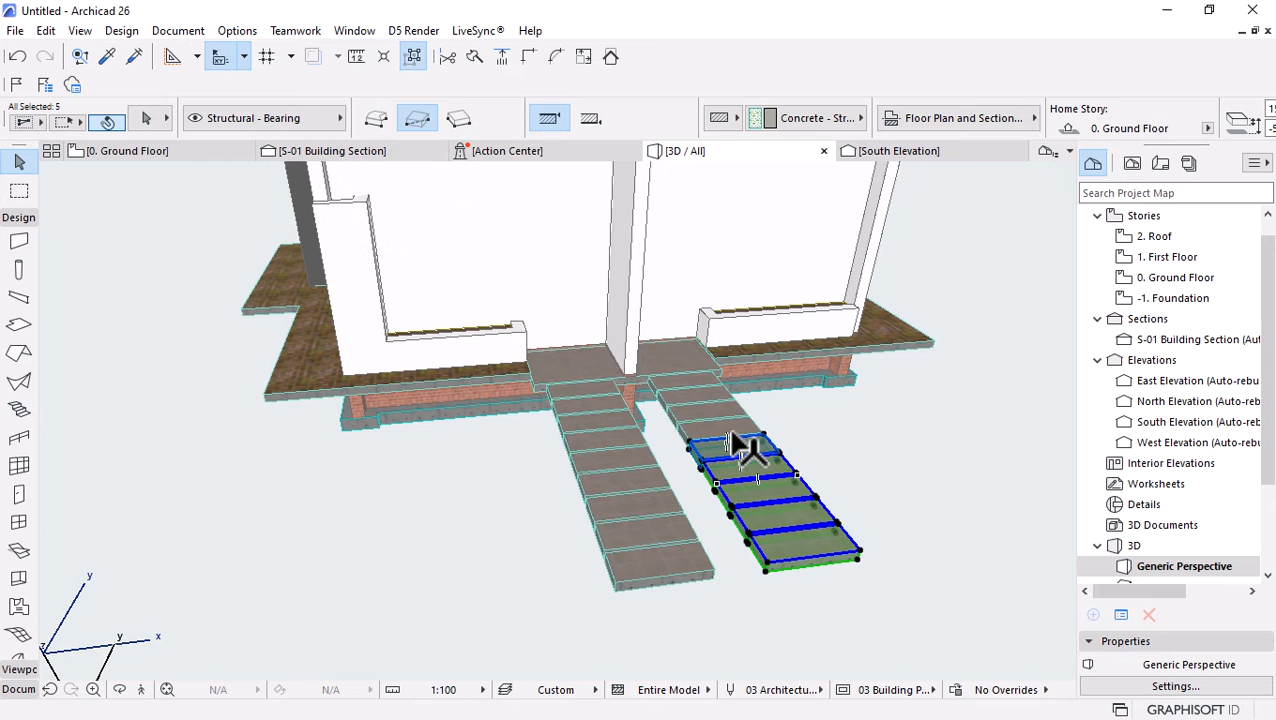 Untitled - Archicad 26
File Edit View Design Document Options Teamwork Window D5 Render LiveSync® Help
All Selected: 5
Structural - Bearing
Concrete - Str...
Floor Plan and Section...
Home Story:
0. Ground Floor
[0. Ground Floor]
[S-01 Building Section]
[Action Center]
[3D / All]
[South Elevation]
Search Project Map
Design
Stories
2. Roof
1. First Floor
0. Ground Floor
-1. Foundation
Sections
S-01 Building Section (Aut
Elevations
East Elevation (Auto-rebu
North Elevation (Auto-reb
South Elevation (Auto-reb
West Elevation (Auto-rebu
Interior Elevations
Worksheets
Details
3D Documents
3D
Generic Perspective
Properties
Generic Perspective
Settings...
y
y
x
z
Viewpc
Docum
N/A
N/A
1:100
Custom
Entire Model
03 Architectu...
03 Building P...
No Overrides
GRAPHISOFT ID